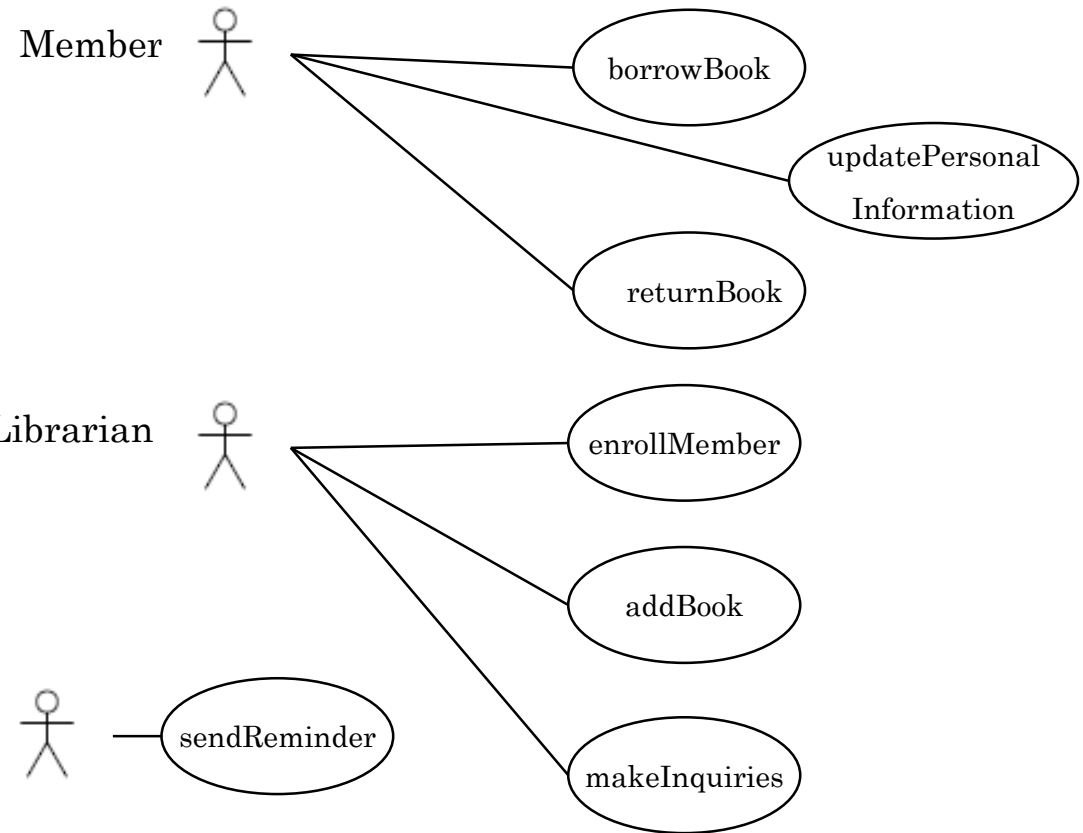 Member
borrowBook
updatePersonal
Information
returnBook
Librarian
enrollMember
addBook
sendReminder
makeInquiries